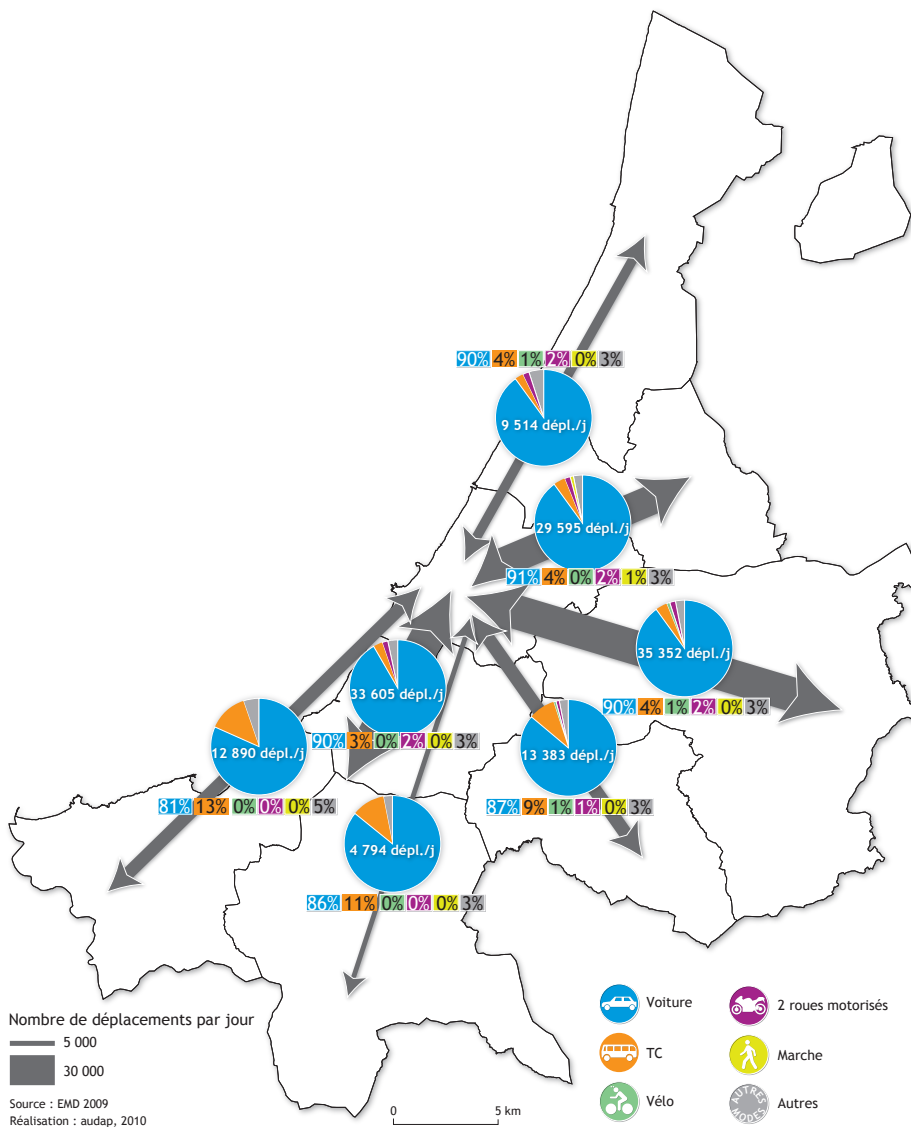 90% 4% 1% 2% 0% 3%
9 514 dépl./j
29 595 dépl./j
91% 4% 0% 2% 1% 3%
35 352 dépl./j
90% 4% 1% 2% 0% 3%
33 605 dépl./j
90% 3% 0% 2% 0% 3%
12 890 dépl./j
81% 13% 0% 0% 0% 5%
13 383 dépl./j
87% 9% 1% 1% 0% 3%
4 794 dépl./j
86% 11% 0% 0% 0% 3%
Nombre de déplacements par jour
5 000
30 000
Source : EMD 2009
Réalisation : audap, 2010
0 5 km
Voiture
2 roues motorisés
TC
Marche
Vélo
AUTRES MODES
Autres